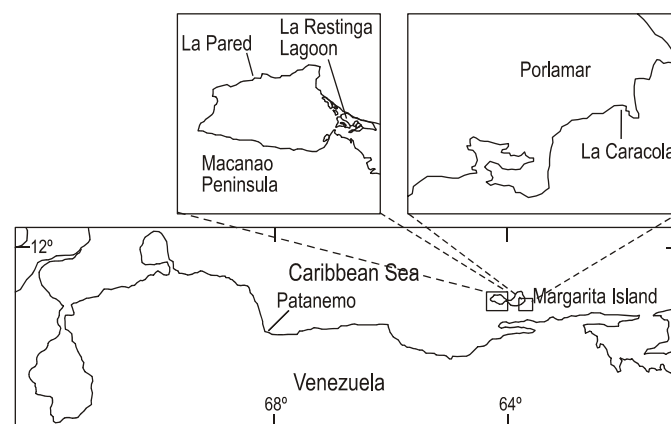 La Pared
La Restinga
Lagoon
Macanao
Peninsula
Porlamar
La Caracola
12º
Caribbean Sea
Patanemo
Margarita Island
Venezuela
68º
64º